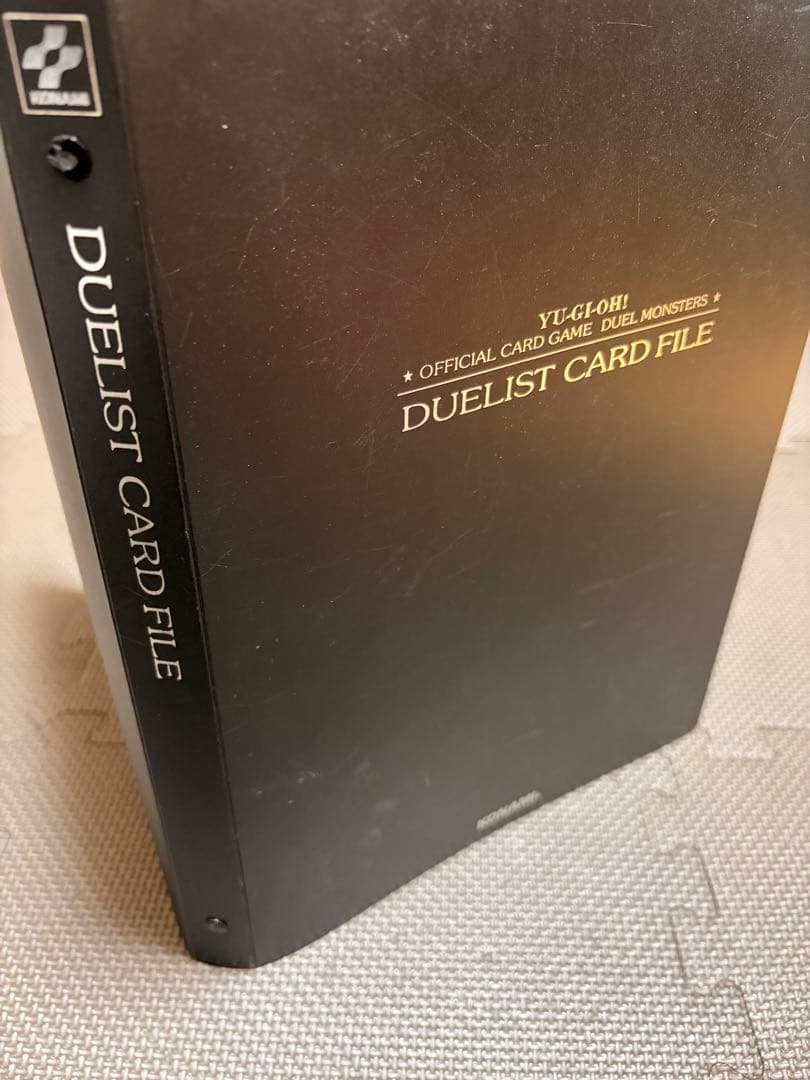 KONAMI
DUELIST CARD FILE
YU-GI-OH!
★ OFFICIAL CARD GAME DUEL MONSTERS ★
DUELIST CARD FILE
KONAMI